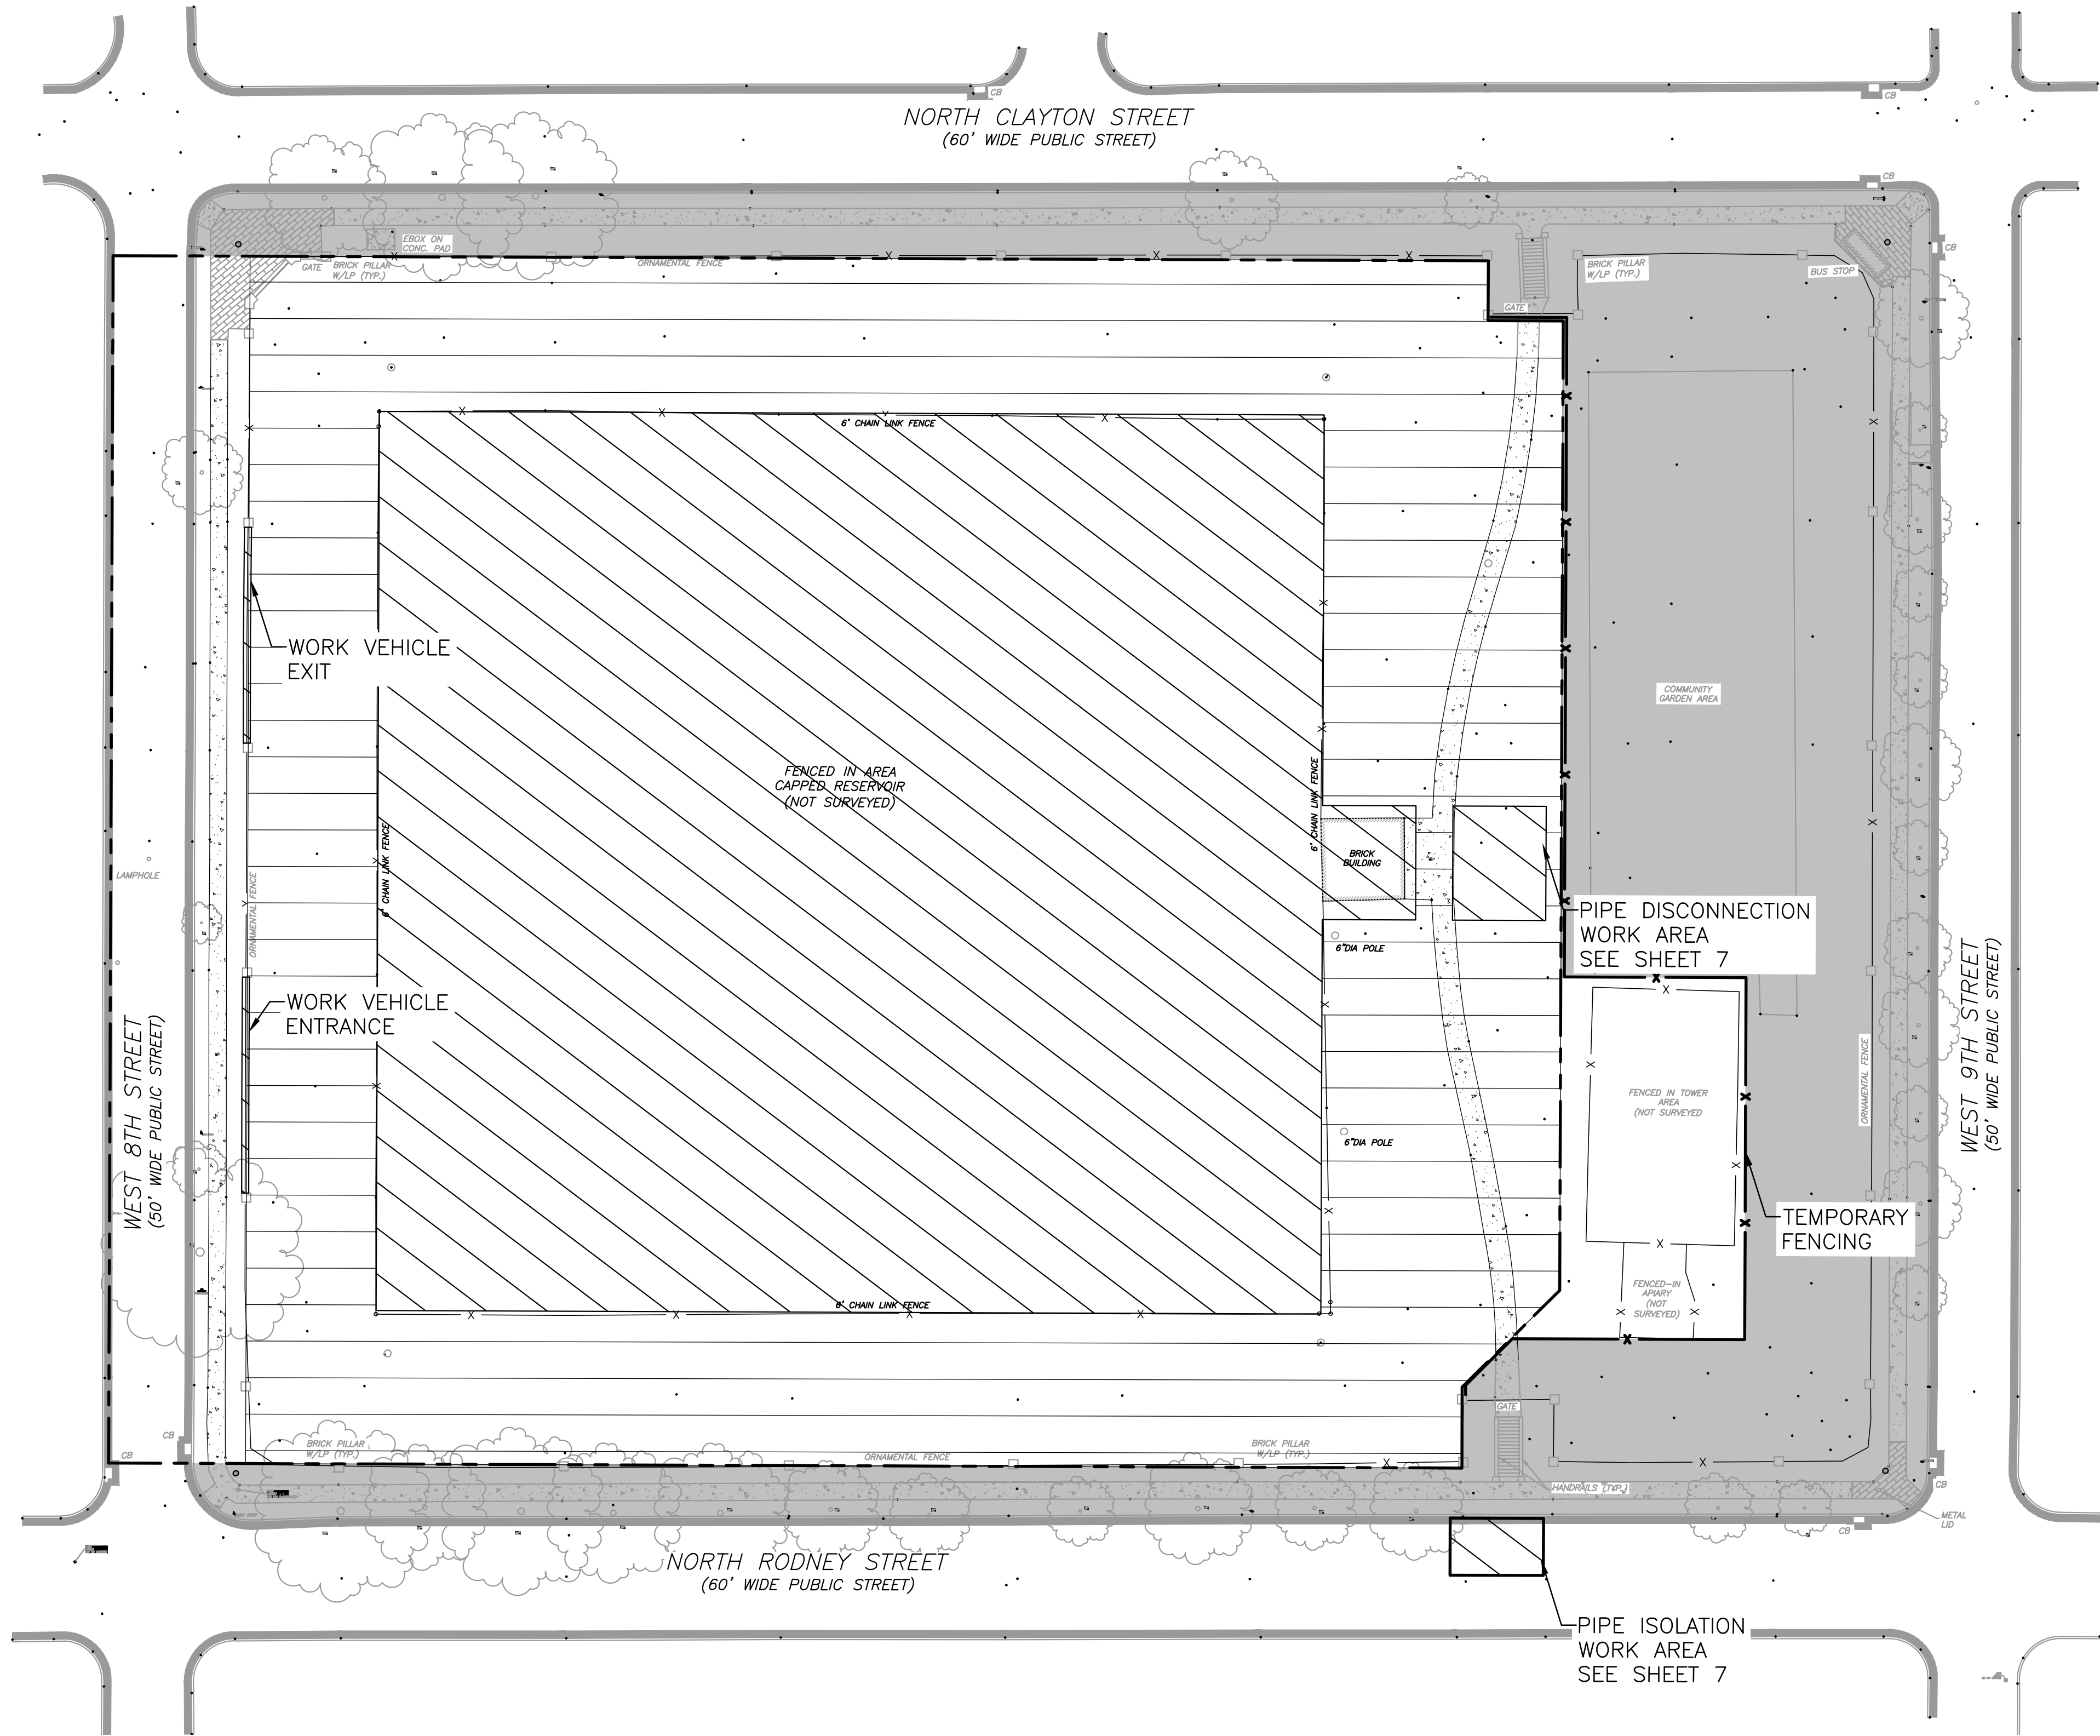 CB
CB
NORTH CLAYTON STREET
(60' WIDE PUBLIC STREET)
CB
EBOX ON
CONC. PAD
CB
GATE
BRICK PILLAR
W/LP (TYP.)
ORNAMENTAL FENCE
BRICK PILLAR
W/LP (TYP.)
BUS STOP
GATE
6' CHAIN LINK FENCE
WORK VEHICLE
EXIT
COMMUNITY
GARDEN AREA
FENCED IN AREA
CAPPED RESERVOIR
(NOT SURVEYED)
6' CHAIN LINK FENCE
BRICK
BUILDING
6' CHAIN LINK FENCE
LAMPHOLE
ORNAMENTAL FENCE
PIPE DISCONNECTION
WORK AREA
SEE SHEET 7
6"DIA POLE
WORK VEHICLE
ENTRANCE
WEST 8TH STREET
(50' WIDE PUBLIC STREET)
WEST 9TH STREET
(50' WIDE PUBLIC STREET)
ORNAMENTAL FENCE
FENCED IN TOWER
AREA
(NOT SURVEYED
6"DIA POLE
TEMPORARY
FENCING
FENCED-IN
APIARY
(NOT
SURVEYED)
6' CHAIN LINK FENCE
GATE
CB
CB
BRICK PILLAR
W/LP (TYP.)
ORNAMENTAL FENCE
BRICK PILLAR
W/LP (TYP.)
HANDRAILS (TYP.)
CB
METAL
LID
CB
NORTH RODNEY STREET
(60' WIDE PUBLIC STREET)
PIPE ISOLATION
WORK AREA
SEE SHEET 7